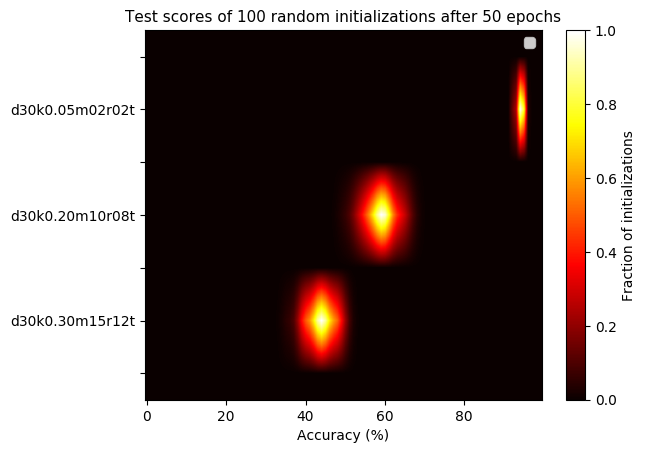 Test scores of 100 random initializations after 50 epochs
d30k0.05m02r02t
d30k0.20m10r08t
d30k0.30m15r12t
0
20
40
60
80
Accuracy (%)
1.0
0.8
0.6
0.4
0.2
0.0
Fraction of initializations